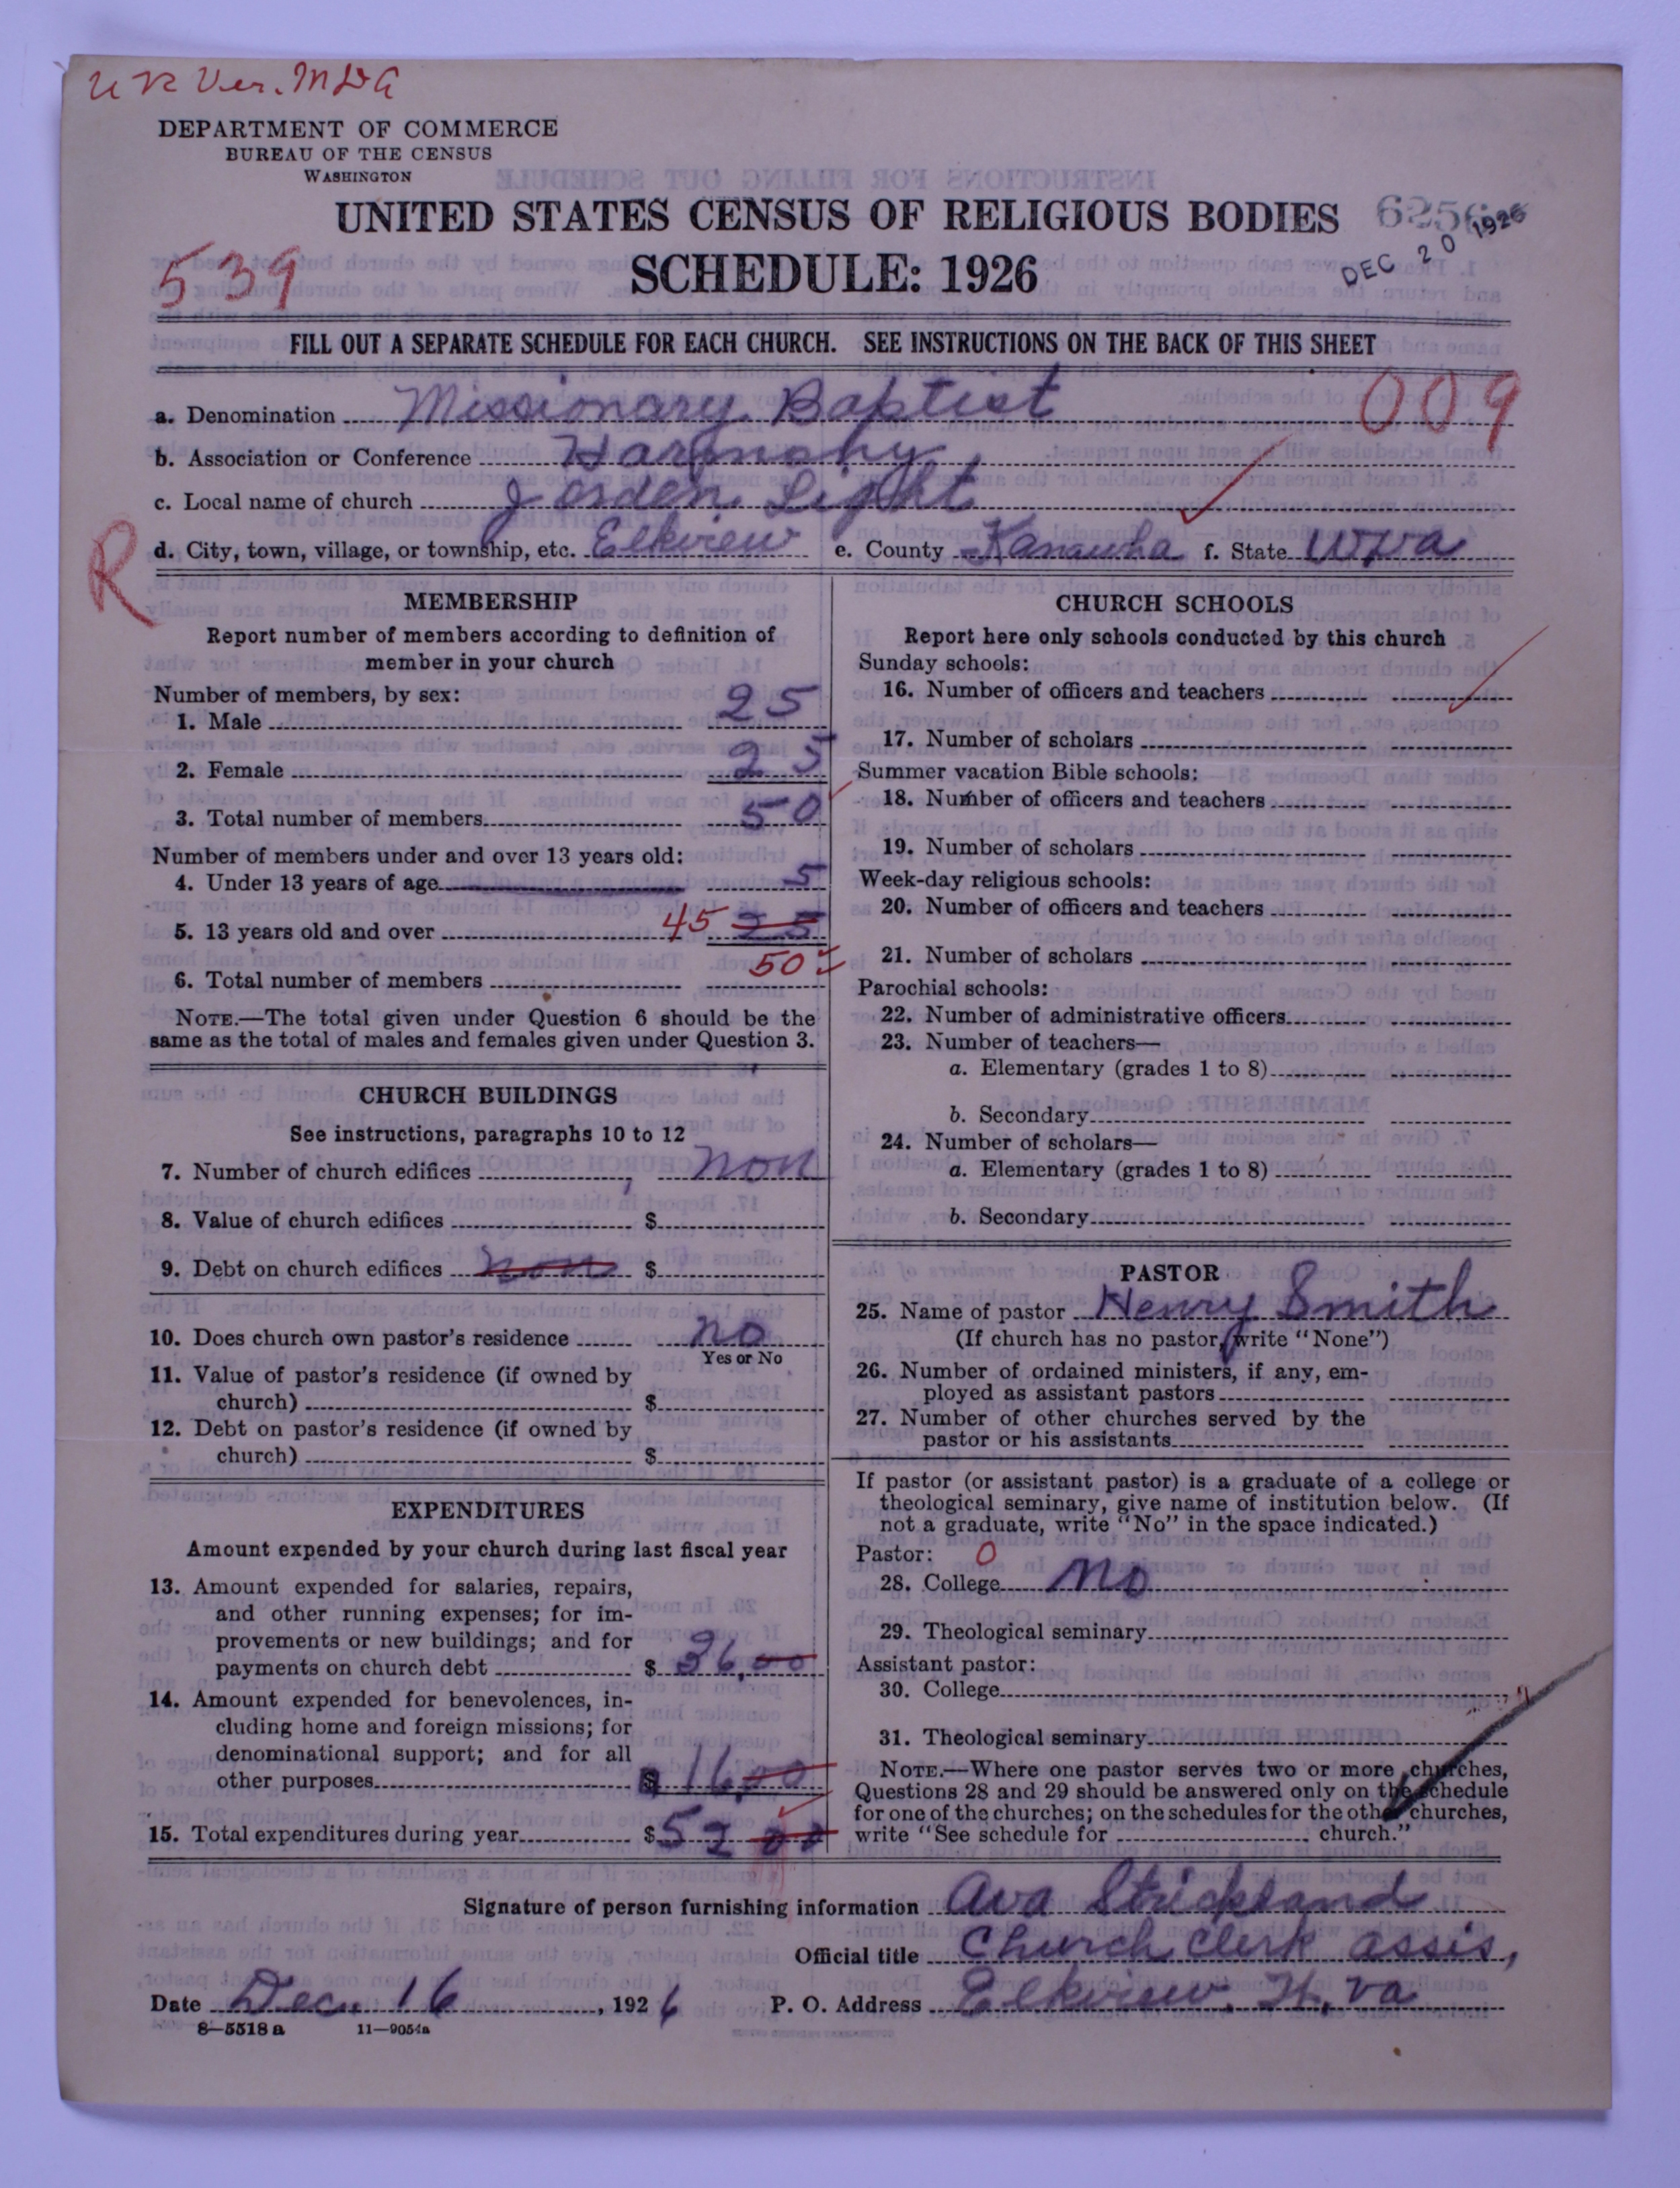 U R Ver. M D A
DEPARTMENT OF COMMERCE
BUREAU OF THE CENSUS
WASHINGTON
UNITED STATES CENSUS OF RELIGIOUS BODIES
SCHEDULE: 1926
6256
DEC 20 1926
539
FILL OUT A SEPARATE SCHEDULE FOR EACH CHURCH. SEE INSTRUCTIONS ON THE BACK OF THIS SHEET
009
a. Denomination Missionary Baptist
b. Association or Conference
c. Local name of church Jorden Light
R
d. City, town, village, or township, etc. Elkview e. County Kanawha f. State W va
MEMBERSHIP
Report number of members according to definition of
member in your church
Number of members, by sex:
1. Male 25
2. Female 25
3. Total number of members 50
Number of members under and over 13 years old:
4. Under 13 years of age 5
5. 13 years old and over 45 25
6. Total number of members 50
NOTE.—The total given under Question 6 should be the
same as the total of males and females given under Question 3.
CHURCH BUILDINGS
See instructions, paragraphs 10 to 12
7. Number of church edifices non
8. Value of church edifices $
9. Debt on church edifices non $
10. Does church own pastor's residence no
Yes or No
11. Value of pastor's residence (if owned by
church) $
12. Debt on pastor's residence (if owned by
church) $
EXPENDITURES
Amount expended by your church during last fiscal year
13. Amount expended for salaries, repairs,
and other running expenses; for im-
provements or new buildings; and for
payments on church debt $ 36,00
14. Amount expended for benevolences, in-
cluding home and foreign missions; for
denominational support; and for all
other purposes $ 16,00
15. Total expenditures during year $ 52 00
CHURCH SCHOOLS
Report here only schools conducted by this church
Sunday schools:
16. Number of officers and teachers
17. Number of scholars
Summer vacation Bible schools:
18. Number of officers and teachers
19. Number of scholars
Week-day religious schools:
20. Number of officers and teachers
21. Number of scholars
Parochial schools:
22. Number of administrative officers
23. Number of teachers—
a. Elementary (grades 1 to 8)
b. Secondary
24. Number of scholars—
a. Elementary (grades 1 to 8)
b. Secondary
PASTOR
25. Name of pastor Henry Smith
(If church has no pastor, write "None")
26. Number of ordained ministers, if any, em-
ployed as assistant pastors
27. Number of other churches served by the
pastor or his assistants
If pastor (or assistant pastor) is a graduate of a college or
theological seminary, give name of institution below. (If
not a graduate, write "No" in the space indicated.)
Pastor: 0
28. College no
29. Theological seminary
Assistant pastor:
30. College
31. Theological seminary
NOTE.—Where one pastor serves two or more churches,
Questions 28 and 29 should be answered only on the schedule
for one of the churches; on the schedules for the other churches,
write "See schedule for church."
Signature of person furnishing information Ava Strickland
Official title Church Clerk assis,
Date Dec. 16, 1926 P. O. Address Elkview. W, va
8—5518 a 11—9054a